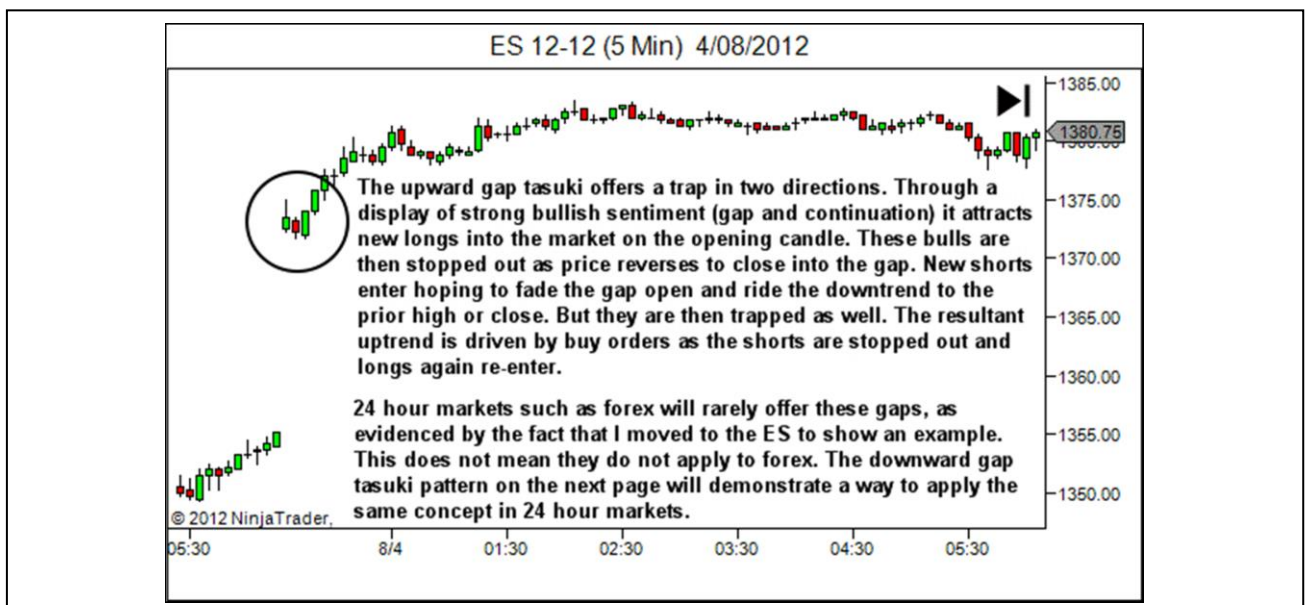 ES 12-12 (5 Min) 4/08/2012
1385.00
1380.75
1375.00
1370.00
1365.00
1360.00
1355.00
1350.00
The upward gap tasuki offers a trap in two directions. Through a
display of strong bullish sentiment (gap and continuation) it attracts
new longs into the market on the opening candle. These bulls are
then stopped out as price reverses to close into the gap. New shorts
enter hoping to fade the gap open and ride the downtrend to the
prior high or close. But they are then trapped as well. The resultant
uptrend is driven by buy orders as the shorts are stopped out and
longs again re-enter.
24 hour markets such as forex will rarely offer these gaps, as
evidenced by the fact that I moved to the ES to show an example.
This does not mean they do not apply to forex. The downward gap
tasuki pattern on the next page will demonstrate a way to apply the
same concept in 24 hour markets.
© 2012 NinjaTrader,
05:30 8/4 01:30 02:30 03:30 04:30 05:30